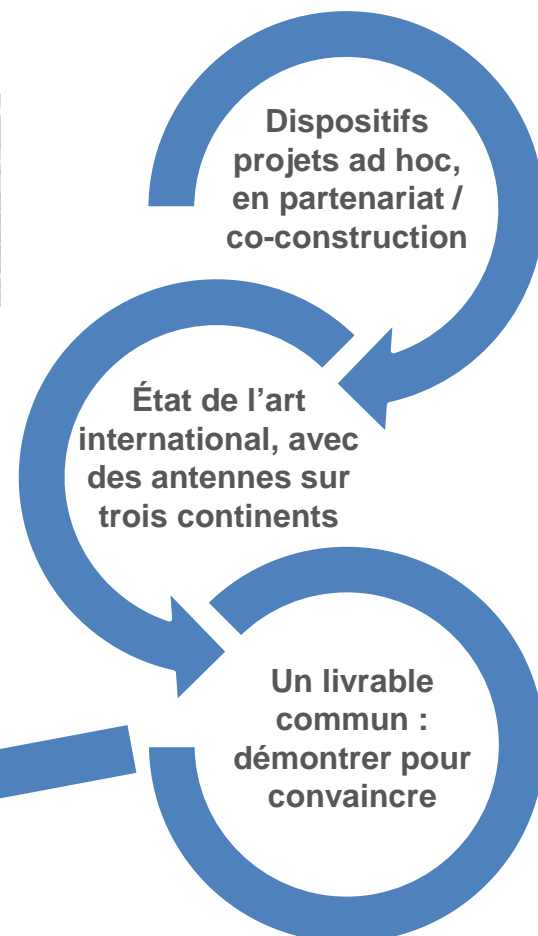 Dispositifs
projets ad hoc,
en partenariat /
co-construction
État de l’art
international, avec
des antennes sur
trois continents
Un livrable
commun :
démontrer pour
convaincre